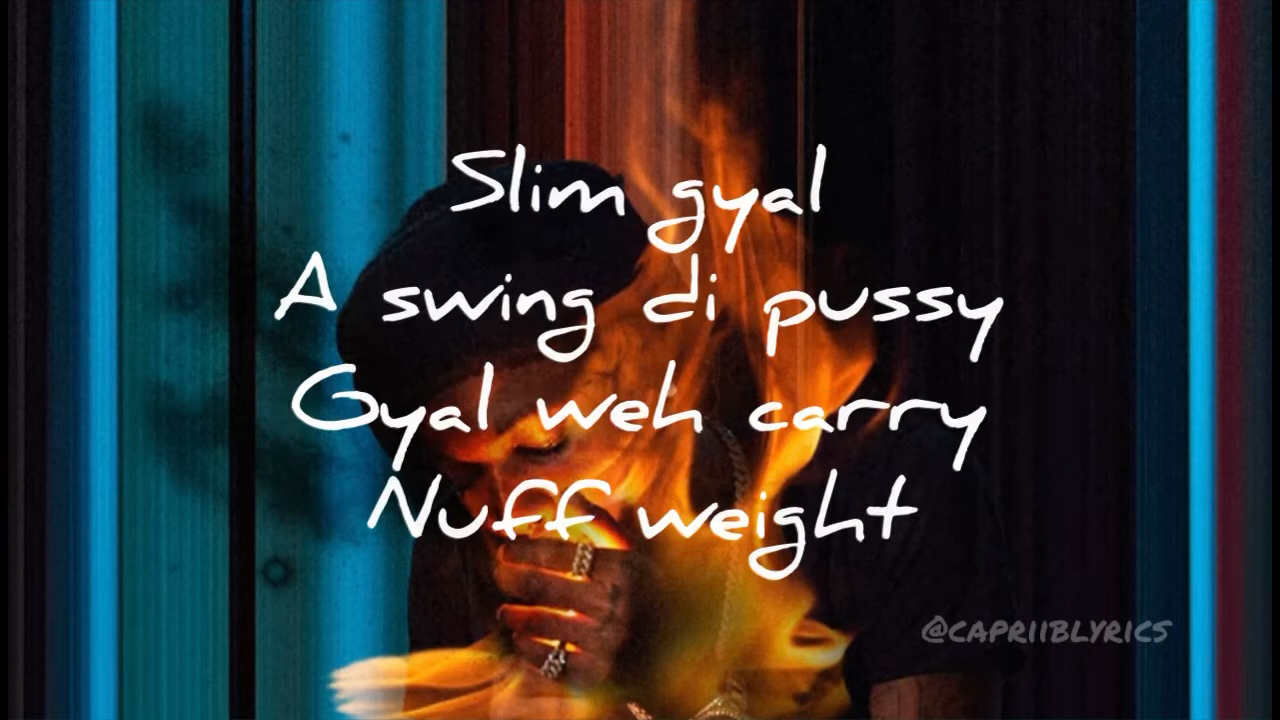 Slim gyal
A swing di pussy
Gyal weh carry
Nuff weight
@CAPRIIBLYRICS